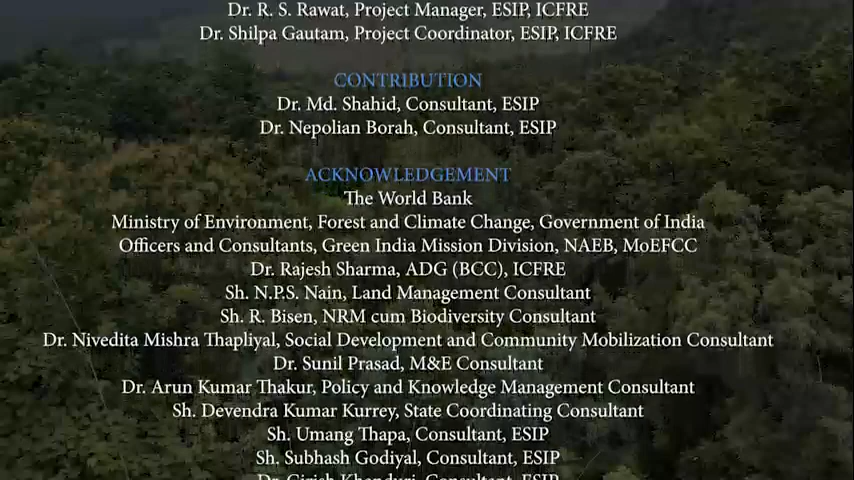 Dr. R. S. Rawat, Project Manager, ESIP, ICFRE
Dr. Shilpa Gautam, Project Coordinator, ESIP, ICFRE
CONTRIBUTION
Dr. Md. Shahid, Consultant, ESIP
Dr. Nepolian Borah, Consultant, ESIP
ACKNOWLEDGEMENT
The World Bank
Ministry of Environment, Forest and Climate Change, Government of India
Officers and Consultants, Green India Mission Division, NAEB, MoEFCC
Dr. Rajesh Sharma, ADG (BCC), ICFRE
Sh. N.P.S. Nain, Land Management Consultant
Sh. R. Bisen, NRM cum Biodiversity Consultant
Dr. Nivedita Mishra Thapliyal, Social Development and Community Mobilization Consultant
Dr. Sunil Prasad, M&E Consultant
Dr. Arun Kumar Thakur, Policy and Knowledge Management Consultant
Sh. Devendra Kumar Kurrey, State Coordinating Consultant
Sh. Umang Thapa, Consultant, ESIP
Sh. Subhash Godiyal, Consultant, ESIP
Dr. Girish Khanduri, Consultant, ESIP